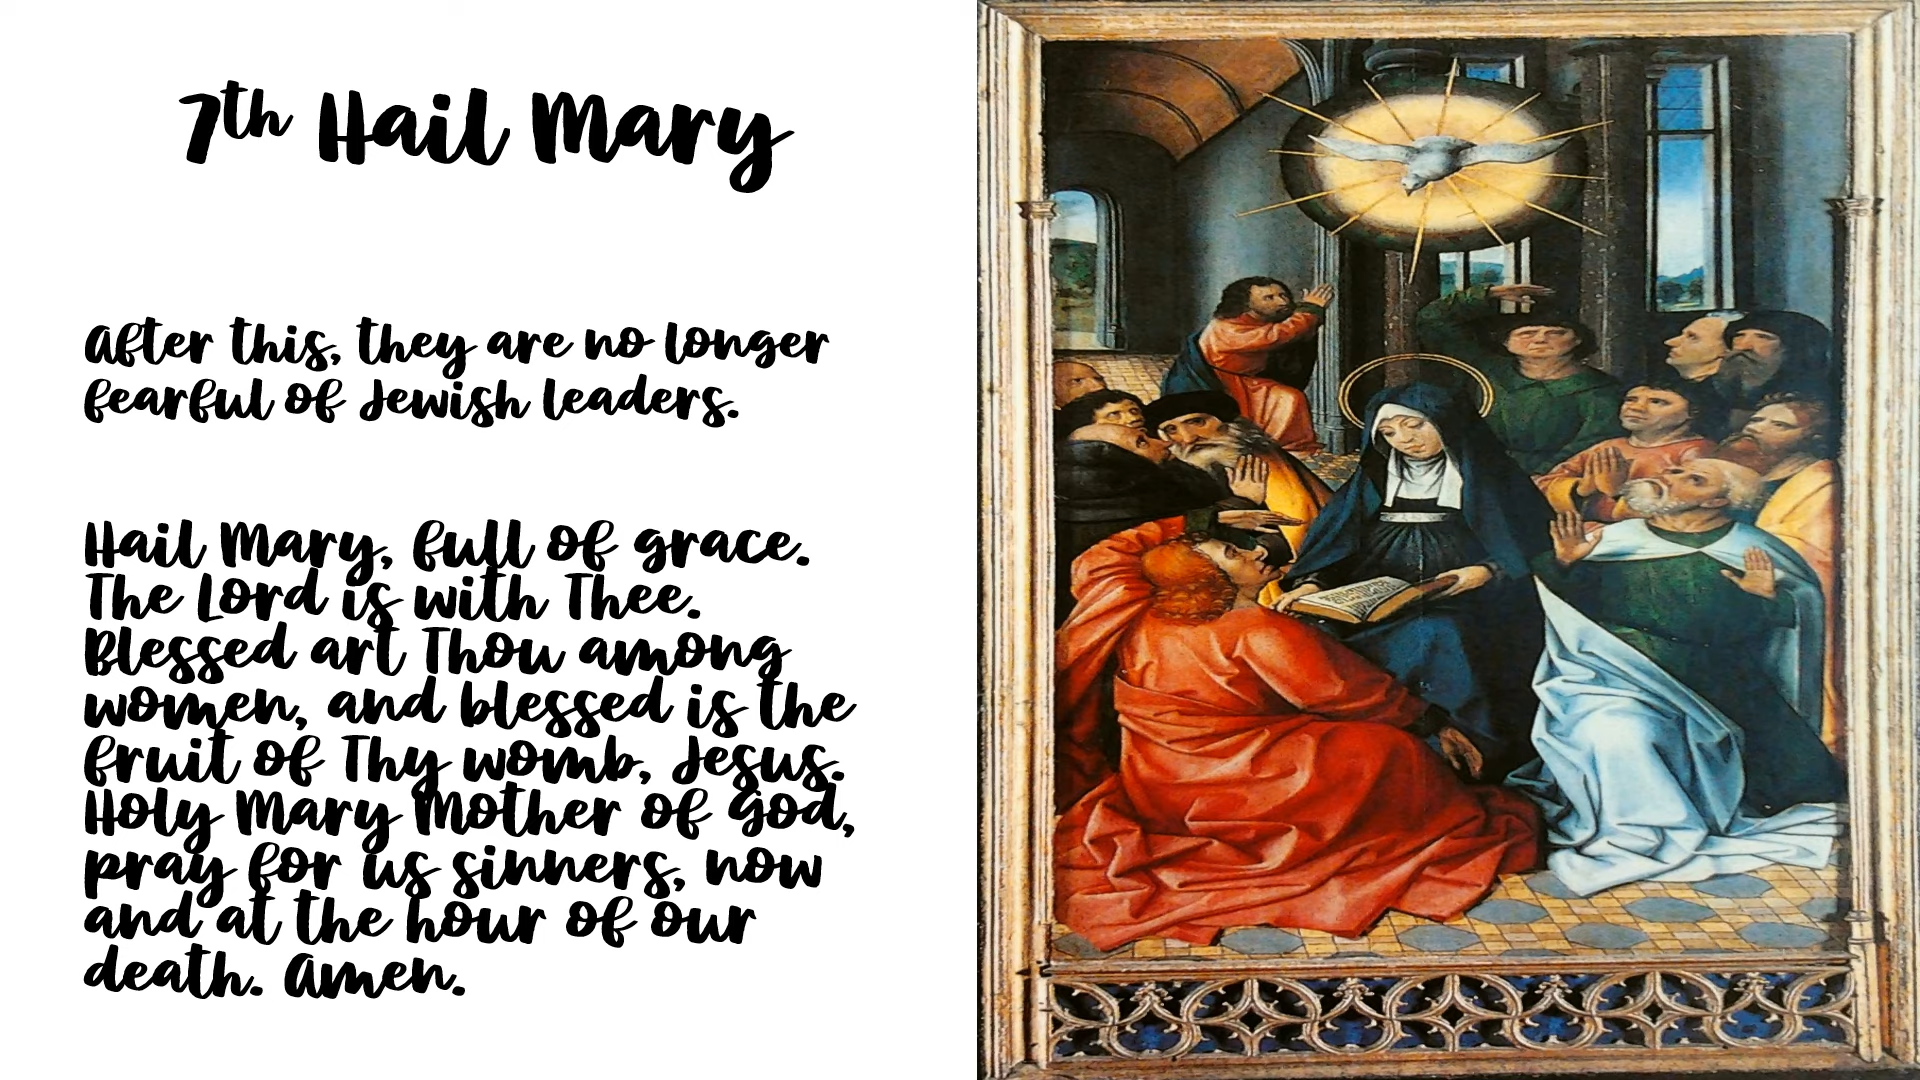 7th Hail Mary
After this, they are no longer
fearful of Jewish leaders.
Hail Mary, full of grace.
The Lord is with Thee.
Blessed art Thou among
women, and blessed is the
fruit of Thy womb, Jesus.
Holy Mary Mother of God,
pray for us sinners, now
and at the hour of our
death. Amen.